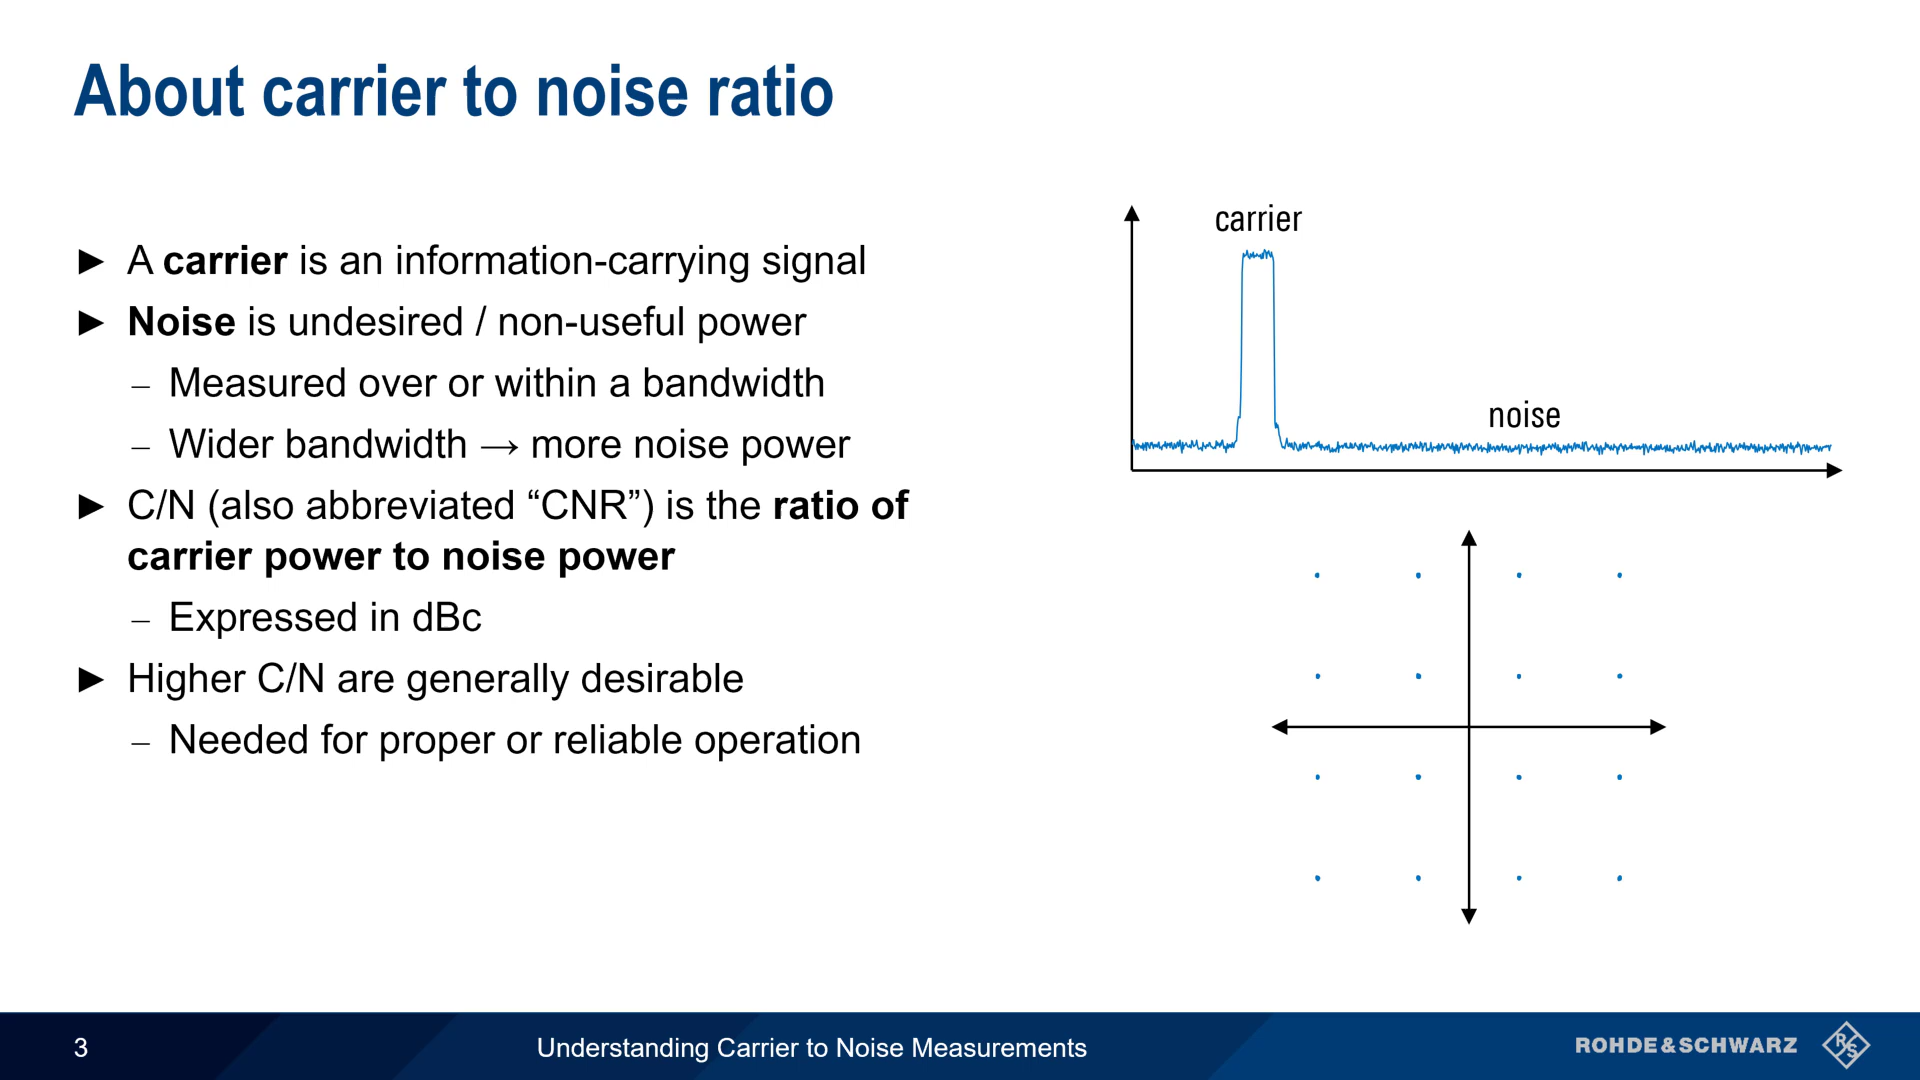 About carrier to noise ratio
► A carrier is an information-carrying signal
► Noise is undesired / non-useful power
– Measured over or within a bandwidth
– Wider bandwidth → more noise power
► C/N (also abbreviated “CNR”) is the ratio of
carrier power to noise power
– Expressed in dBc
► Higher C/N are generally desirable
– Needed for proper or reliable operation
carrier
noise
3
Understanding Carrier to Noise Measurements
ROHDE&SCHWARZ
R&S